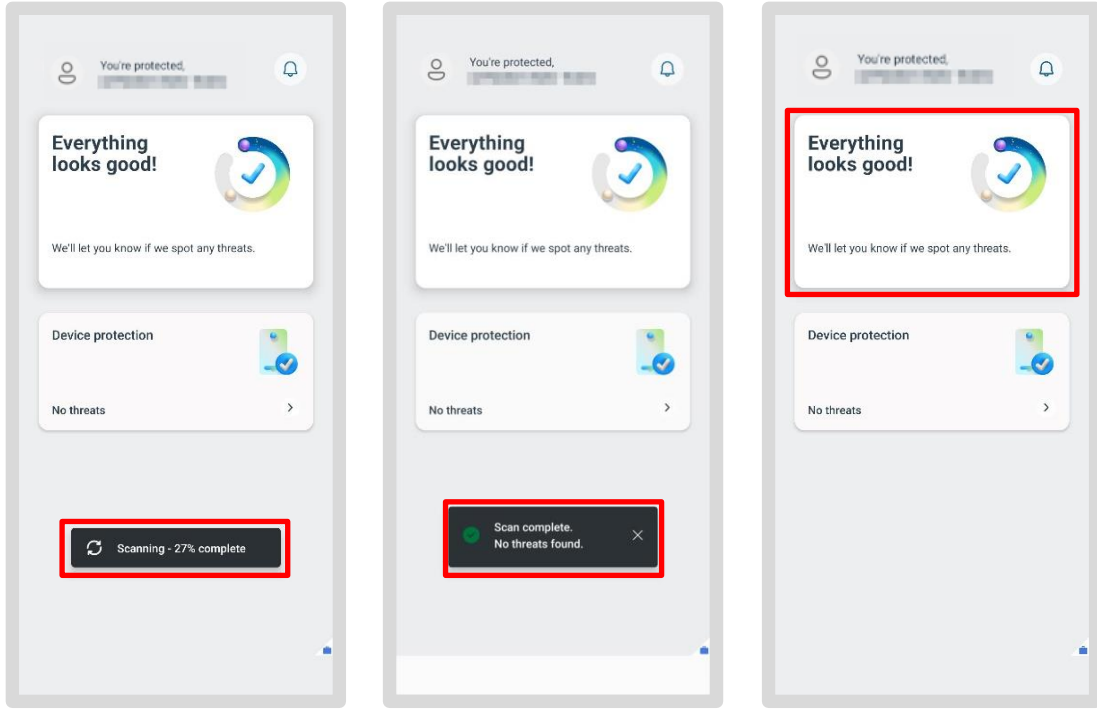 You're protected,
Everything
looks good!
We'll let you know if we spot any threats.
Device protection
No threats
Scanning - 27% complete
You're protected,
Everything
looks good!
We'll let you know if we spot any threats.
Device protection
No threats
Scan complete.
No threats found.
You're protected,
Everything
looks good!
We'll let you know if we spot any threats.
Device protection
No threats